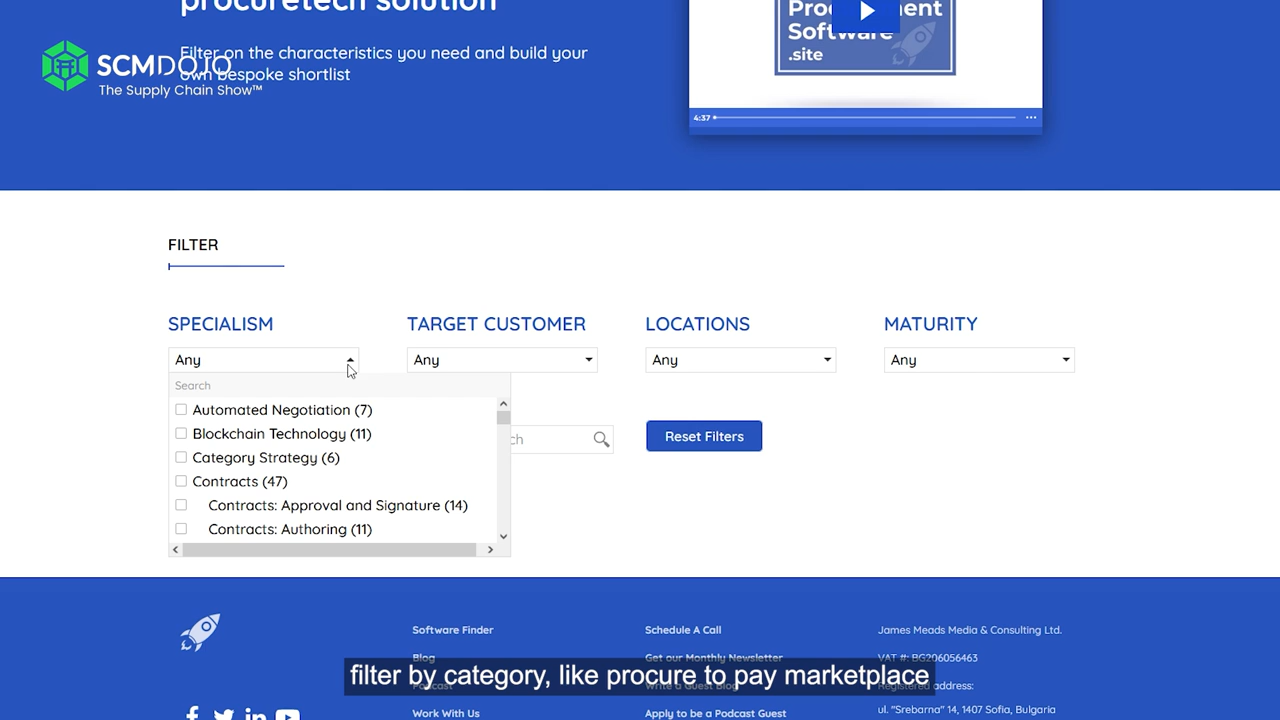 procuretech solution
Filter on the characteristics you need and build your
own bespoke shortlist
SCMDOJO
The Supply Chain Show™
Software
.site
4:37
FILTER
SPECIALISM
TARGET CUSTOMER
LOCATIONS
MATURITY
Any
Any
Any
Any
Search
Automated Negotiation (7)
Blockchain Technology (11)
Category Strategy (6)
Contracts (47)
Contracts: Approval and Signature (14)
Contracts: Authoring (11)
Reset Filters
Software Finder
Blog
Podcast
Work With Us
Schedule A Call
Get our Monthly Newsletter
Write a Guest Blog
Apply to be a Podcast Guest
James Meads Media & Consulting Ltd.
VAT #: BG206056463
Registered address:
ul. "Srebarna" 14, 1407 Sofia, Bulgaria
filter by category, like procure to pay marketplace